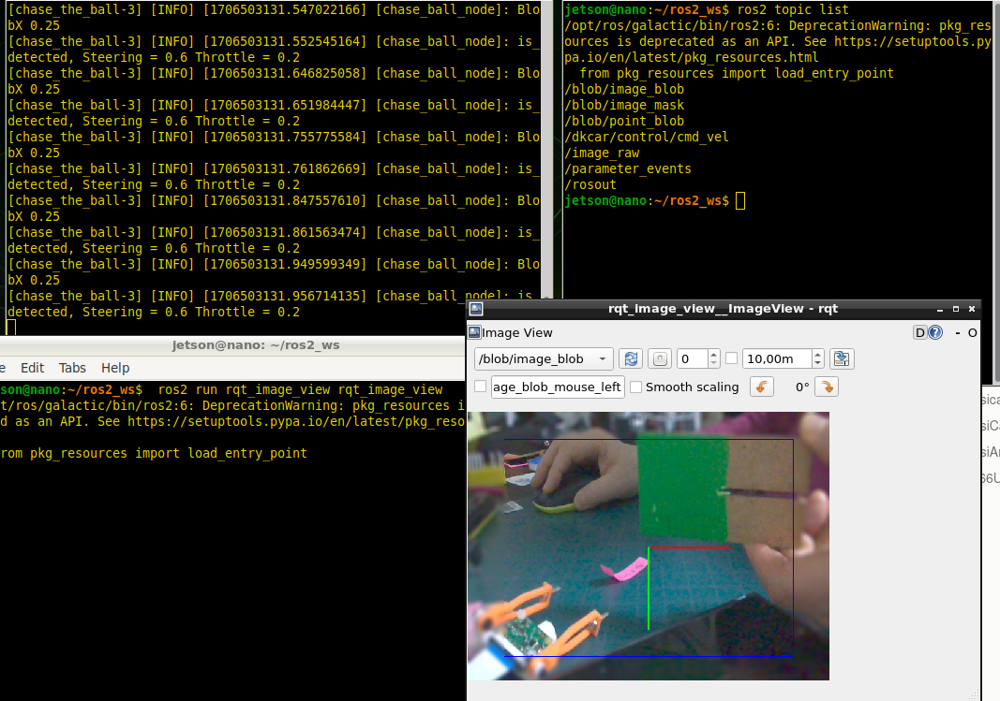 [chase_the_ball-3] [INFO] [1706503131.547022166] [chase_ball_node]: Blo
bX 0.25
[chase_the_ball-3] [INFO] [1706503131.552545164] [chase_ball_node]: is_
detected, Steering = 0.6 Throttle = 0.2
[chase_the_ball-3] [INFO] [1706503131.646825058] [chase_ball_node]: Blo
bX 0.25
[chase_the_ball-3] [INFO] [1706503131.651984447] [chase_ball_node]: is_
detected, Steering = 0.6 Throttle = 0.2
[chase_the_ball-3] [INFO] [1706503131.755775584] [chase_ball_node]: Blo
bX 0.25
[chase_the_ball-3] [INFO] [1706503131.761862669] [chase_ball_node]: is_
detected, Steering = 0.6 Throttle = 0.2
[chase_the_ball-3] [INFO] [1706503131.847557610] [chase_ball_node]: Blo
bX 0.25
[chase_the_ball-3] [INFO] [1706503131.861563474] [chase_ball_node]: is_
detected, Steering = 0.6 Throttle = 0.2
[chase_the_ball-3] [INFO] [1706503131.949599349] [chase_ball_node]: Blo
bX 0.25
[chase_the_ball-3] [INFO] [1706503131.956714135] [chase_ball_node]: is_
detected, Steering = 0.6 Throttle = 0.2
jetson@nano:~/ros2_ws$ ros2 topic list
/opt/ros/galactic/bin/ros2:6: DeprecationWarning: pkg_res
ources is deprecated as an API. See https://setuptools.py
pa.io/en/latest/pkg_resources.html
from pkg_resources import load_entry_point
/blob/image_blob
/blob/image_mask
/blob/point_blob
/dkcar/control/cmd_vel
/image_raw
/parameter_events
/rosout
jetson@nano:~/ros2_ws$
jetson@nano: ~/ros2_ws
e Edit Tabs Help
son@nano:~/ros2_ws$ ros2 run rqt_image_view rqt_image_view
t/ros/galactic/bin/ros2:6: DeprecationWarning: pkg_resources i
d as an API. See https://setuptools.pypa.io/en/latest/pkg_reso
rom pkg_resources import load_entry_point
rqt_image_view__ImageView - rqt
Image View D ? - O
/blob/image_blob 0 10,00m
age_blob_mouse_left Smooth scaling 0°
sica
siCa
siAr
66U